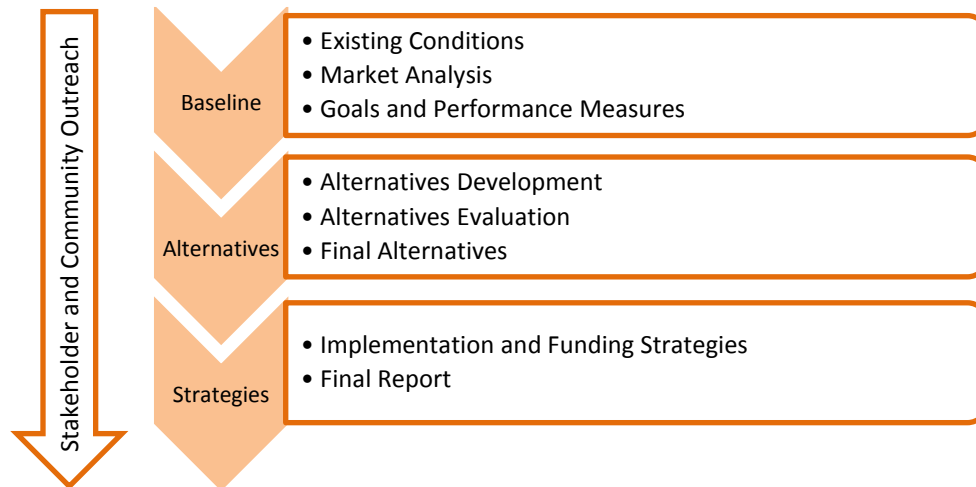 Stakeholder and Community Outreach
Baseline
• Existing Conditions
• Market Analysis
• Goals and Performance Measures
Alternatives
• Alternatives Development
• Alternatives Evaluation
• Final Alternatives
Strategies
• Implementation and Funding Strategies
• Final Report